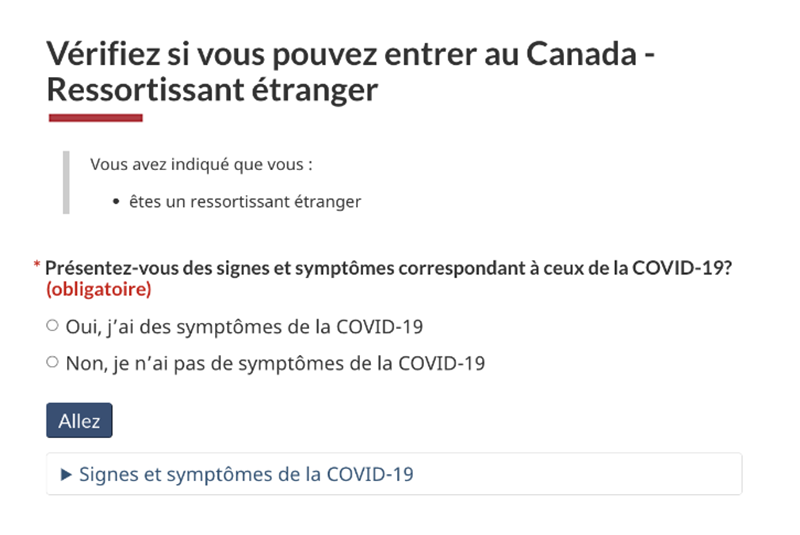 Vérifiez si vous pouvez entrer au Canada -
Ressortissant étranger
Vous avez indiqué que vous :
• êtes un ressortissant étranger
* Présentez-vous des signes et symptômes correspondant à ceux de la COVID-19?
(obligatoire)
Oui, j’ai des symptômes de la COVID-19
Non, je n’ai pas de symptômes de la COVID-19
Allez
Signes et symptômes de la COVID-19